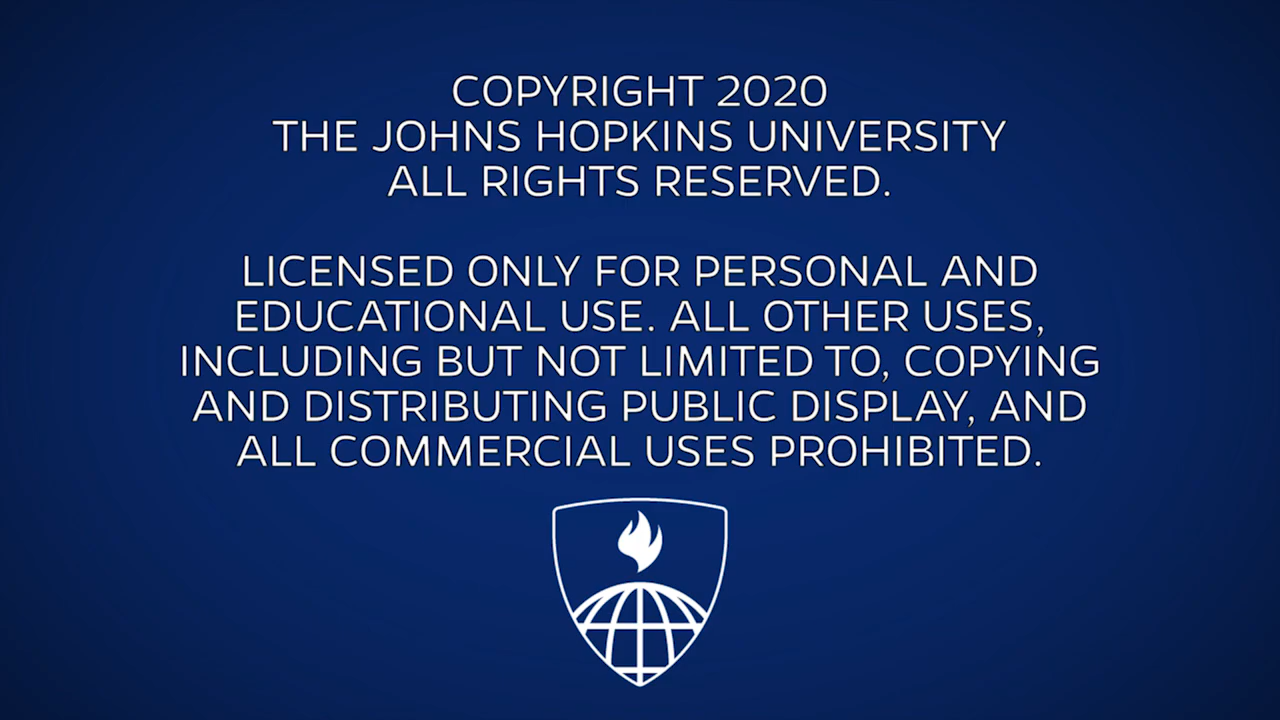 COPYRIGHT 2020
THE JOHNS HOPKINS UNIVERSITY
ALL RIGHTS RESERVED.
LICENSED ONLY FOR PERSONAL AND
EDUCATIONAL USE. ALL OTHER USES,
INCLUDING BUT NOT LIMITED TO, COPYING
AND DISTRIBUTING PUBLIC DISPLAY, AND
ALL COMMERCIAL USES PROHIBITED.